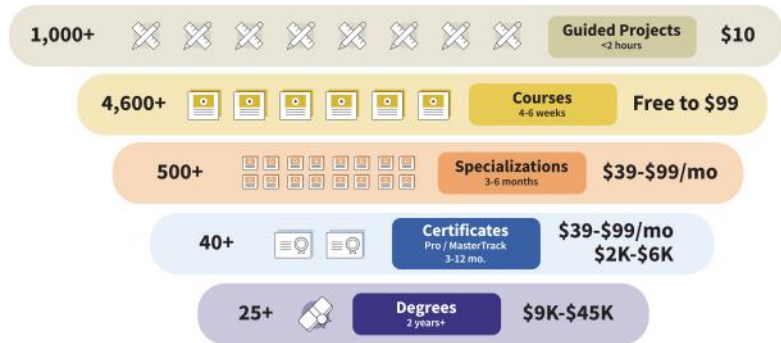 1,000+ Guided Projects $10
<2 hours
4,600+ Courses Free to $99
4-6 weeks
500+ Specializations $39-$99/mo
3-6 months
40+ Certificates $39-$99/mo
Pro / MasterTrack $2K-$6K
3-12 mo.
25+ Degrees $9K-$45K
2 years+